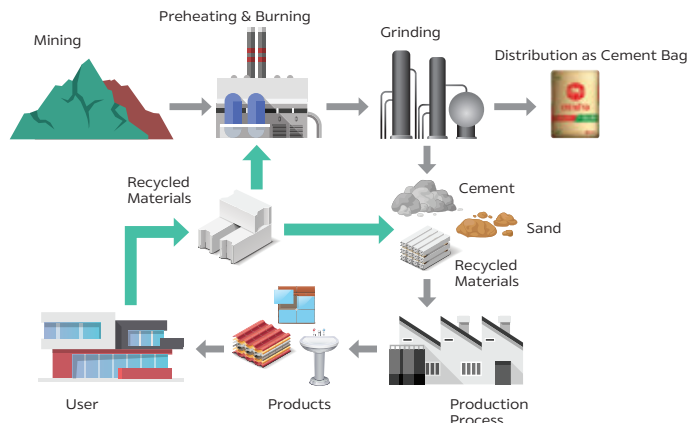 Preheating & Burning
Mining
Grinding
Distribution as Cement Bag
Recycled
Materials
Cement
Sand
Recycled
Materials
User
Products
Production
Process